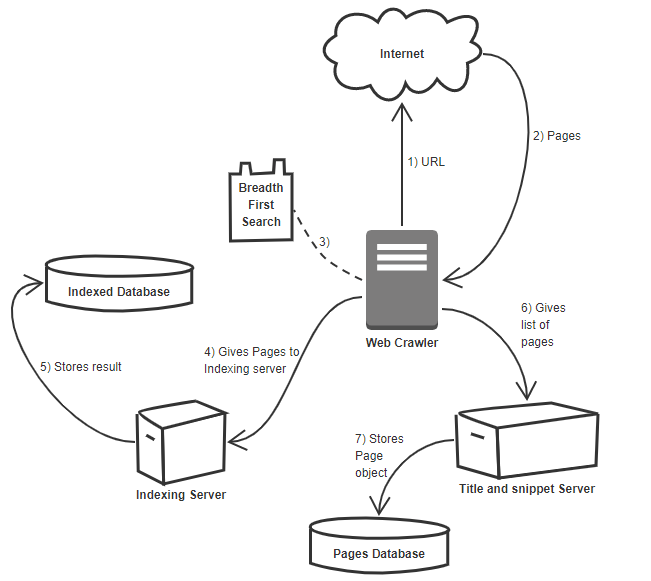 Internet
2) Pages
1) URL
Breadth
First
Search
3)
Indexed Database
6) Gives
list of
pages
Web Crawler
4) Gives Pages to
Indexing server
5) Stores result
7) Stores
Page
object
Title and snippet Server
Indexing Server
Pages Database